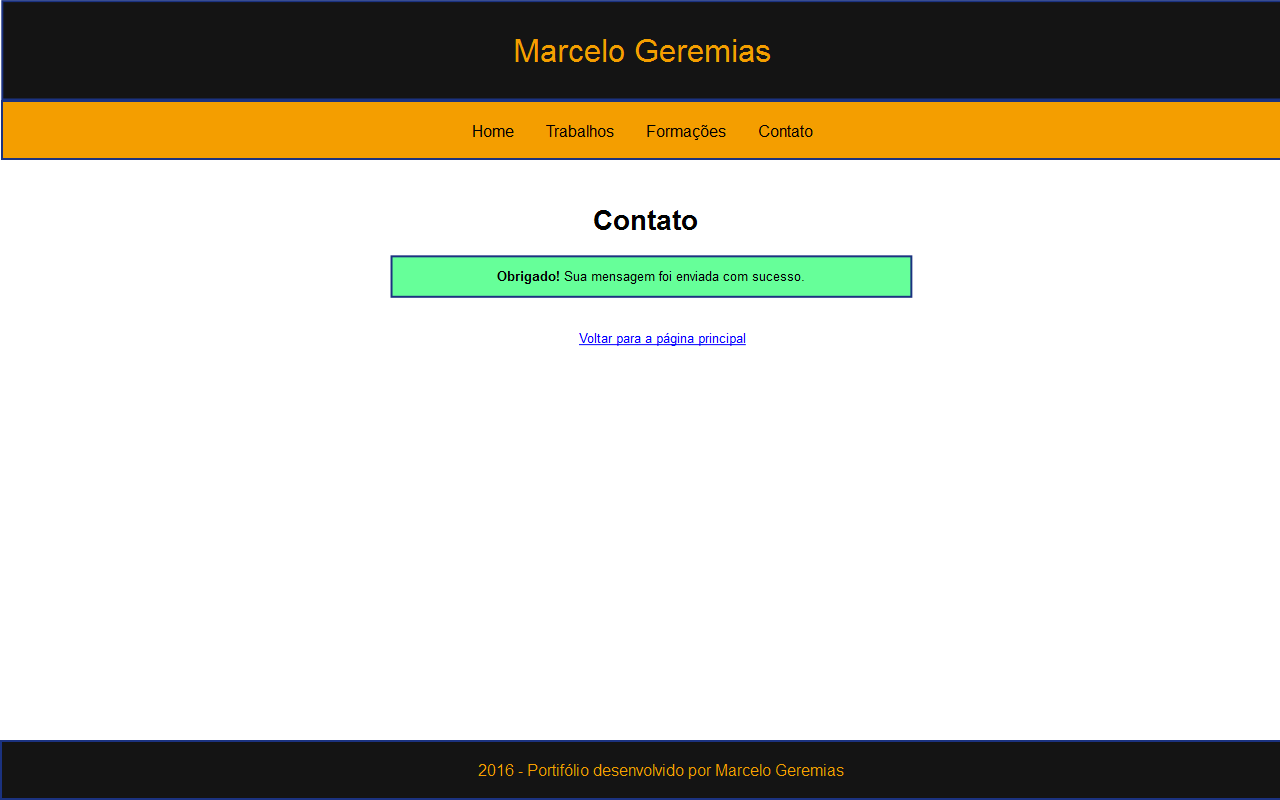 Marcelo Geremias
Home Trabalhos Formações Contato
Contato
Obrigado! Sua mensagem foi enviada com sucesso.
Voltar para a página principal
2016 - Portifólio desenvolvido por Marcelo Geremias